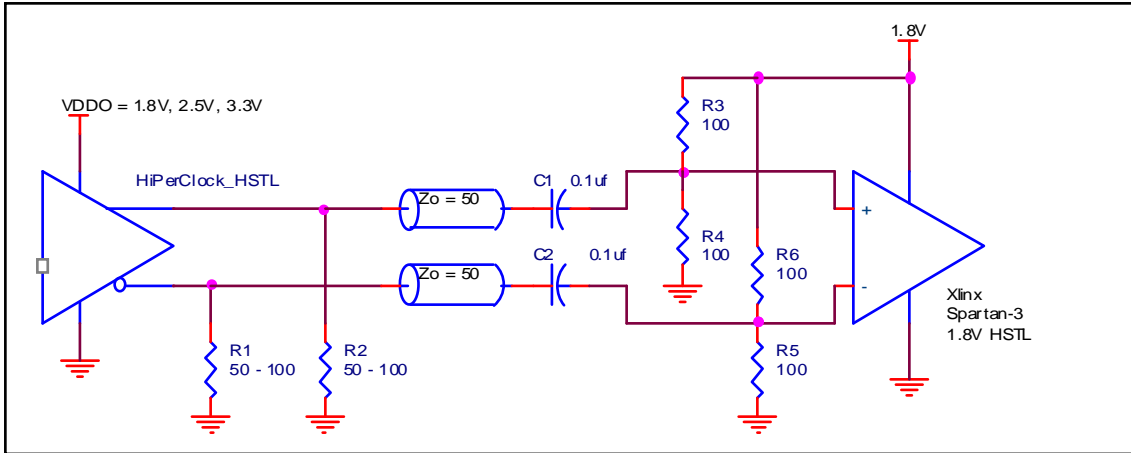 1.8V
VDDO = 1.8V, 2.5V, 3.3V
R3
100
HiPerClock_HSTL
Zo = 50
C1
0.1uf
+
R4
100
R6
100
Zo = 50
C2
0.1uf
-
Xlinx
Spartan-3
1.8V HSTL
R1
50 - 100
R2
50 - 100
R5
100